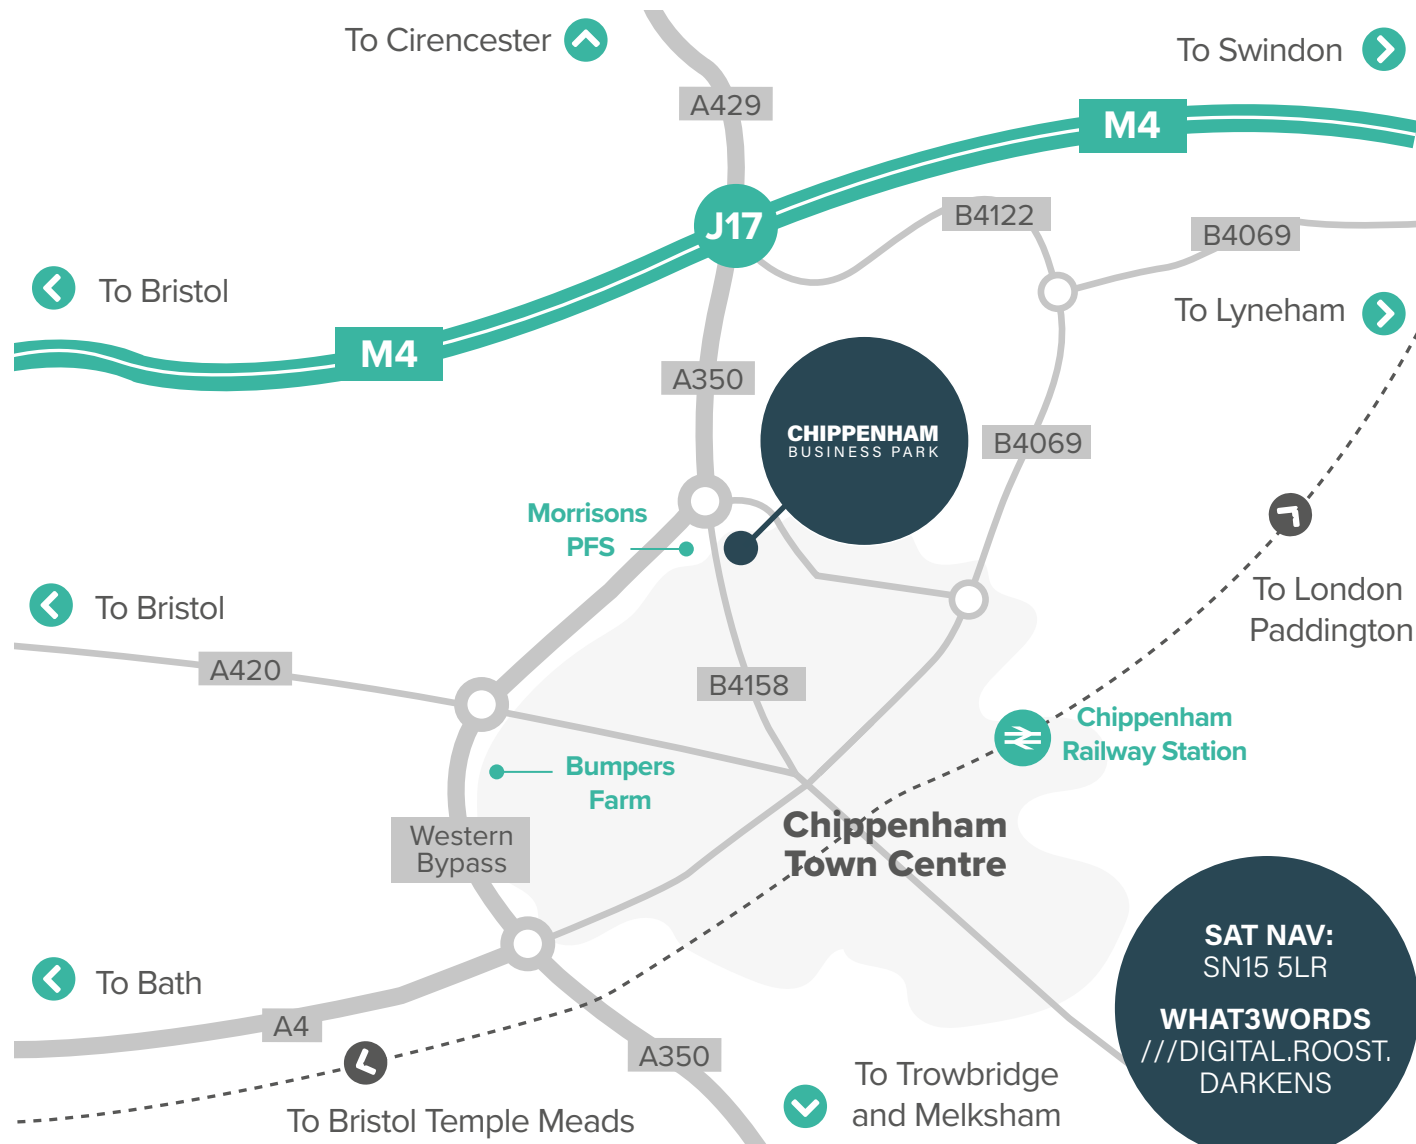 To Cirencester
To Swindon
A429
M4
J17
B4122
B4069
To Bristol
To Lyneham
M4
A350
CHIPPENHAM
BUSINESS PARK
B4069
Morrisons
PFS
To Bristol
To London
Paddington
A420
B4158
Chippenham
Railway Station
Bumpers
Farm
Western
Bypass
Chippenham
Town Centre
SAT NAV:
SN15 5LR
WHAT3WORDS
///DIGITAL.ROOST.
DARKENS
To Bath
A4
A350
To Trowbridge
and Melksham
To Bristol Temple Meads